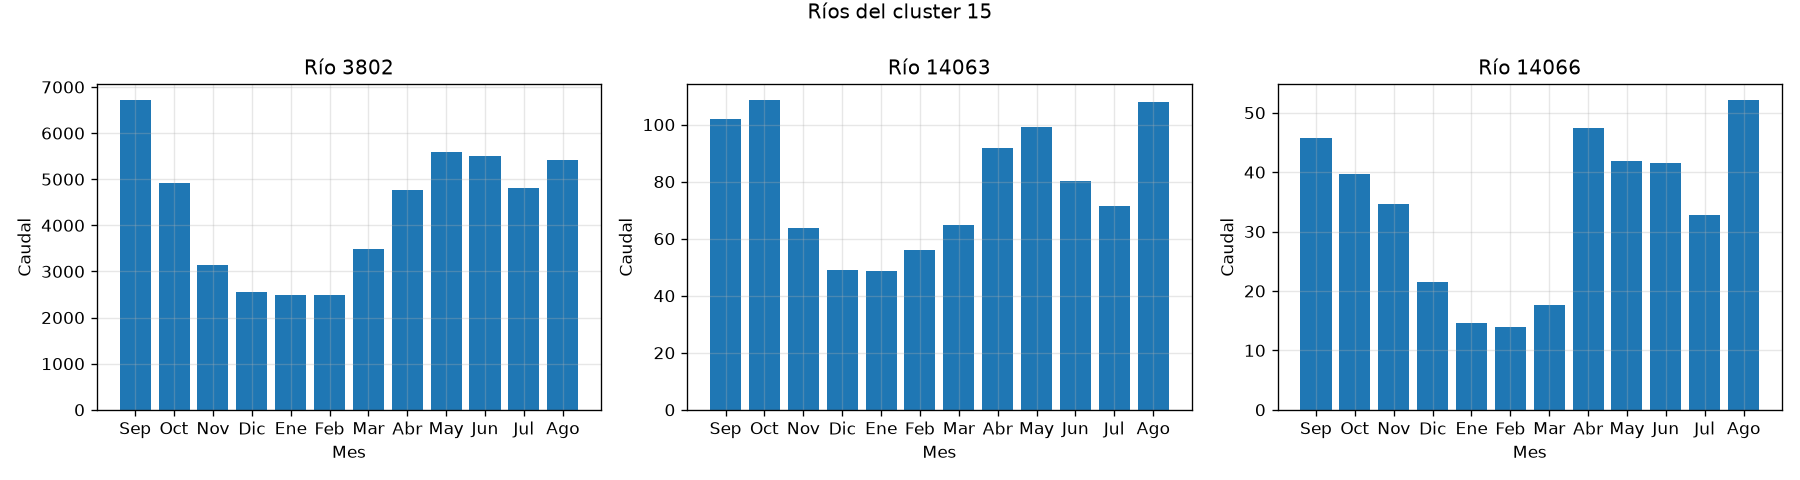 Ríos del cluster 15
Río 3802
7000
6000
5000
4000
3000
2000
1000
0
Caudal
Sep Oct Nov Dic Ene Feb Mar Abr May Jun Jul Ago
Mes
Río 14063
100
80
60
40
20
0
Caudal
Sep Oct Nov Dic Ene Feb Mar Abr May Jun Jul Ago
Mes
Río 14066
50
40
30
20
10
0
Caudal
Sep Oct Nov Dic Ene Feb Mar Abr May Jun Jul Ago
Mes